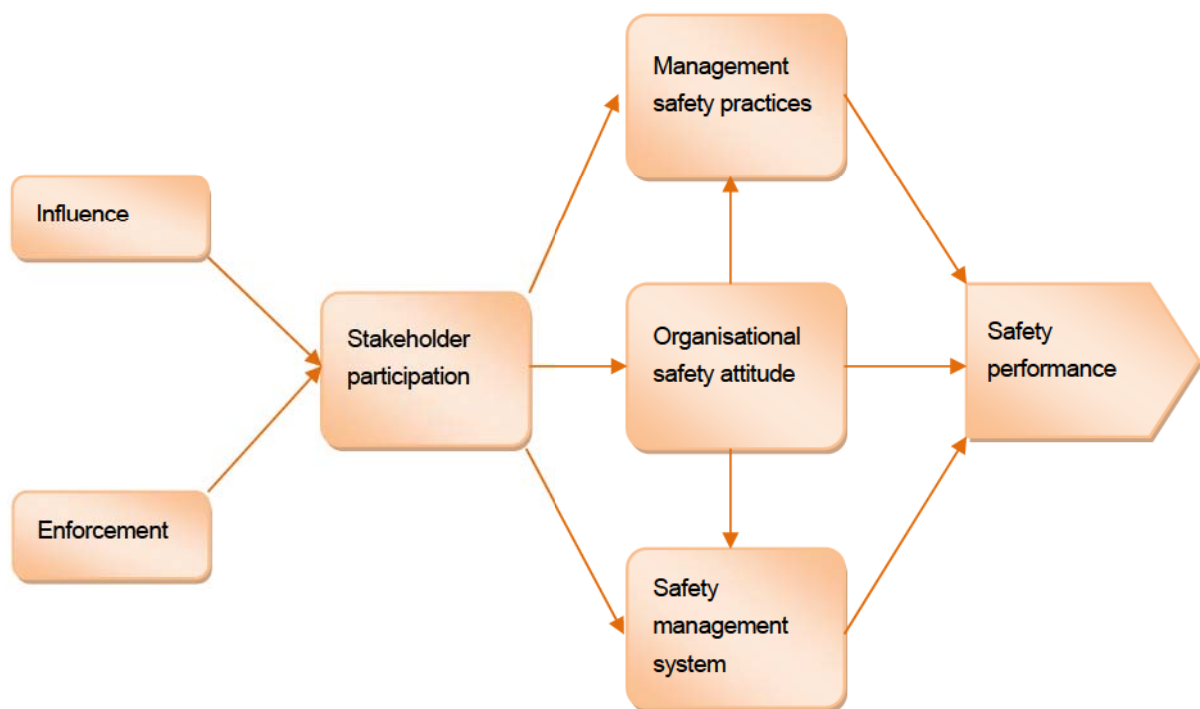 Management
safety practices
Influence
Stakeholder
participation
Organisational
safety attitude
Safety
performance
Enforcement
Safety
management
system